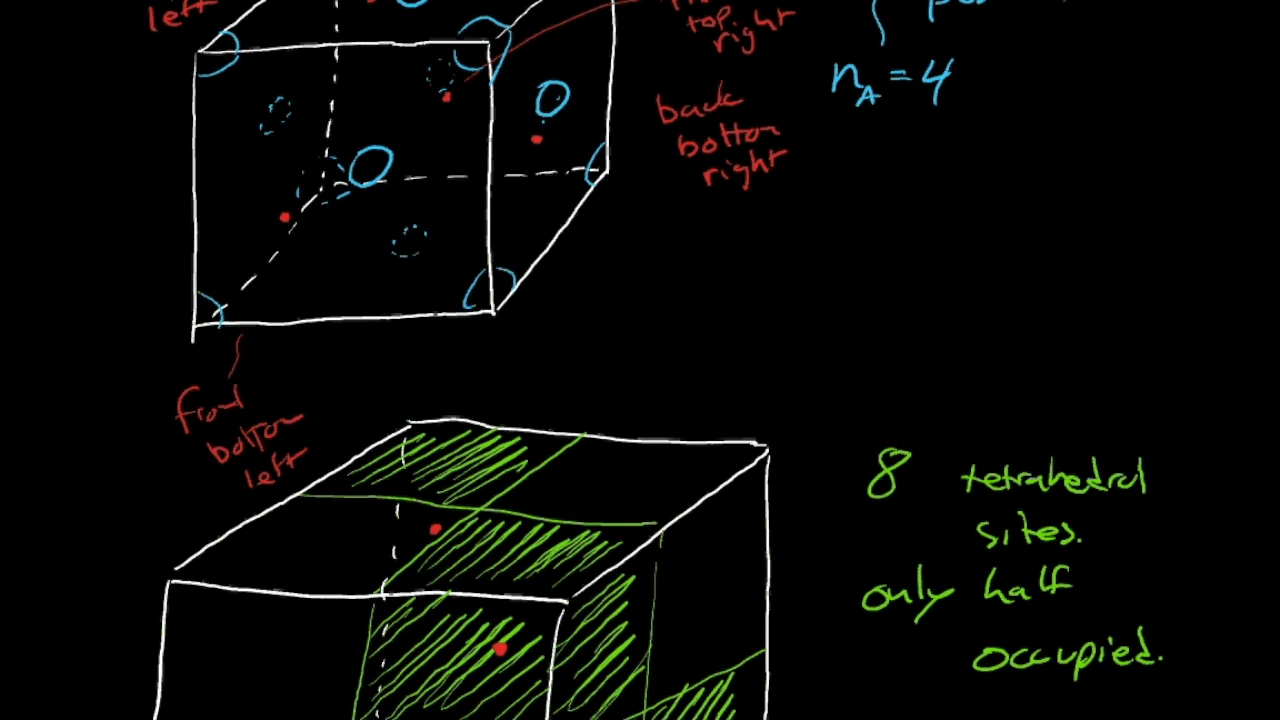 left
top
right
n_A = 4
back
bottom
right
front
bottom
left
8 tetrahedral
sites.
only half
occupied.